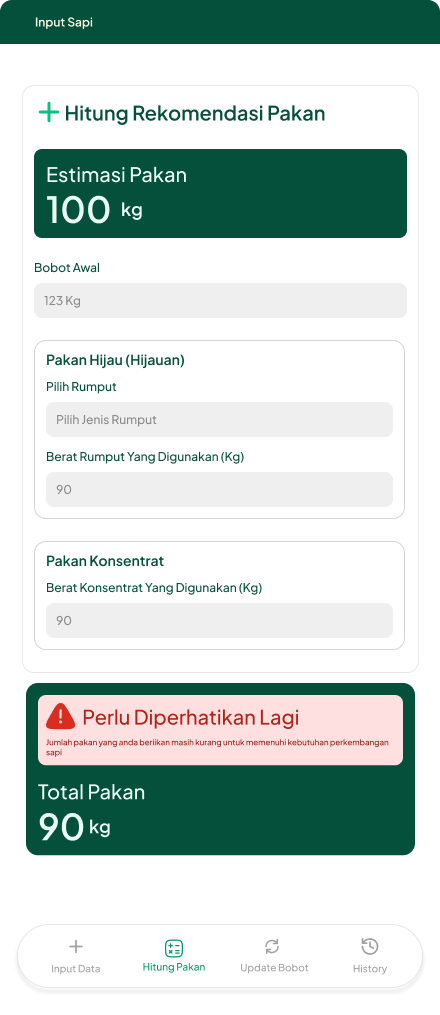 Input Sapi
Hitung Rekomendasi Pakan
Estimasi Pakan
100 kg
Bobot Awal
123 Kg
Pakan Hijau (Hijauan)
Pilih Rumput
Pilih Jenis Rumput
Berat Rumput Yang Digunakan (Kg)
90
Pakan Konsentrat
Berat Konsentrat Yang Digunakan (Kg)
90
Perlu Diperhatikan Lagi
Jumlah pakan yang anda beriikan masih kurang untuk memenuhi kebutuhan perkembangan
sapi
Total Pakan
90 kg
Input Data
Hitung Pakan
Update Bobot
History